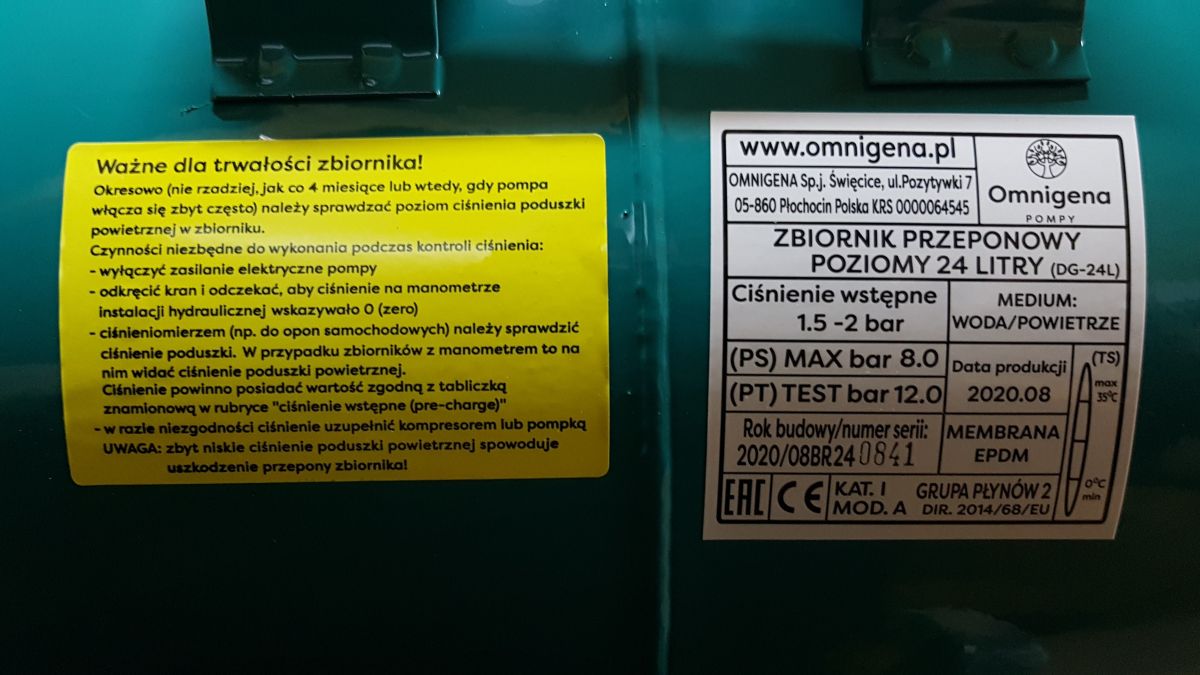 Ważne dla trwałości zbiornika!
Okresowo (nie rzadziej, jak co 4 miesiące lub wtedy, gdy pompa
włącza się zbyt często) należy sprawdzać poziom ciśnienia poduszki
powietrznej w zbiorniku.
Czynności niezbędne do wykonania podczas kontroli ciśnienia:
- wyłączyć zasilanie elektryczne pompy
- odkręcić kran i odczekać, aby ciśnienie na manometrze
instalacji hydraulicznej wskazywało 0 (zero)
- ciśnieniomierzem (np. do opon samochodowych) należy sprawdzić
ciśnienie poduszki. W przypadku zbiorników z manometrem to na
nim widać ciśnienie poduszki powietrznej.
Ciśnienie powinno posiadać wartość zgodną z tabliczką
znamionową w rubryce "ciśnienie wstępne (pre-charge)"
- w razie niezgodności ciśnienie uzupełnić kompresorem lub pompką
UWAGA: zbyt niskie ciśnienie poduszki powietrznej spowoduje
uszkodzenie przepony zbiornika!
www.omnigena.pl
OMNIGENA Sp.j. Święcice, ul.Pozytywki 7
05-860 Płochocin Polska KRS 0000064545
Omnigena
POMPY
ZBIORNIK PRZEPONOWY
POZIOMY 24 LITRY (DG-24L)
Ciśnienie wstępne
1.5 -2 bar
MEDIUM:
WODA/POWIETRZE
(PS) MAX bar 8.0
(PT) TEST bar 12.0
Data produkcji
2020.08
(TS)
max
35°C
Rok budowy/numer serii:
2020/08BR24 0841
MEMBRANA
EPDM
0°C
min
EAC CE
KAT. I
MOD. A
GRUPA PŁYNÓW 2
DIR. 2014/68/EU